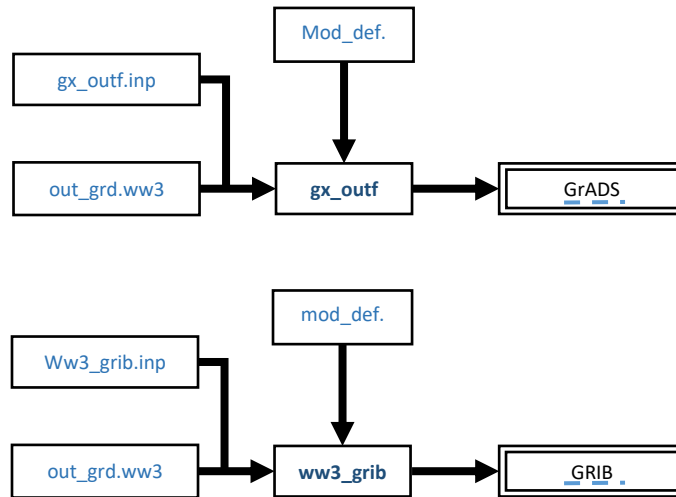 Mod_def.
gx_outf.inp
out_grd.ww3
gx_outf
GrADS
mod_def.
Ww3_grib.inp
out_grd.ww3
ww3_grib
GRIB